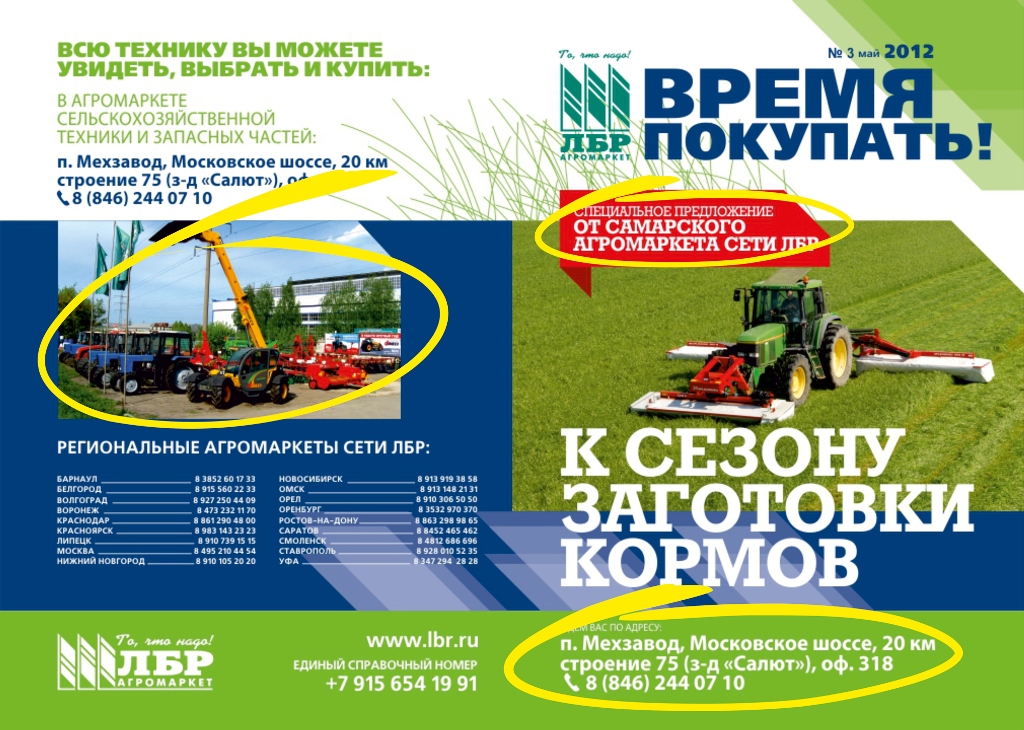 ВСЮ ТЕХНИКУ ВЫ МОЖЕТЕ
УВИДЕТЬ, ВЫБРАТЬ И КУПИТЬ:
В АГРОМАРКЕТЕ
СЕЛЬСКОХОЗЯЙСТВЕННОЙ
ТЕХНИКИ И ЗАПАСНЫХ ЧАСТЕЙ:
п. Мехзавод, Московское шоссе, 20 км
строение 75 (з-д «Салют»),
8 (846) 244 07 10
РЕГИОНАЛЬНЫЕ АГРОМАРКЕТЫ СЕТИ ЛБР:
БАРНАУЛ 8 3852 60 17 33
БЕЛГОРОД 8 915 560 22 33
ВОЛГОГРАД 8 927 250 44 09
ВОРОНЕЖ 8 473 232 11 70
КРАСНОДАР 8 861 290 48 00
КРАСНОЯРСК 8 983 143 23 23
ЛИПЕЦК 8 910 739 15 15
МОСКВА 8 495 210 44 54
НИЖНИЙ НОВГОРОД 8 910 105 20 20
НОВОСИБИРСК 8 913 919 38 58
ОМСК 8 913 148 21 31
ОРЕЛ 8 910 306 50 50
ОРЕНБУРГ 8 3532 970 370
РОСТОВ-НА-ДОНУ 8 863 298 98 65
САРАТОВ 8 8452 465 462
СМОЛЕНСК 8 4812 686 696
СТАВРОПОЛЬ 8 928 010 52 35
УФА 8 347 294 28 28
То, что надо!
ЛБР
АГРОМАРКЕТ
www.lbr.ru
ЕДИНЫЙ СПРАВОЧНЫЙ НОМЕР
+7 915 654 19 91
То, что надо!
ЛБР
АГРОМАРКЕТ
№ 3 май 2012
ВРЕМЯ
ПОКУПАТЬ!
СПЕЦИАЛЬНОЕ ПРЕДЛОЖЕНИЕ
ОТ САМАРСКОГО
АГРОМАРКЕТА СЕТИ ЛБР
К СЕЗОНУ
ЗАГОТОВКИ
КОРМОВ
ВАС ПО АДРЕСУ:
п. Мехзавод, Московское шоссе, 20 км
строение 75 (з-д «Салют»), оф. 318
8 (846) 244 07 10